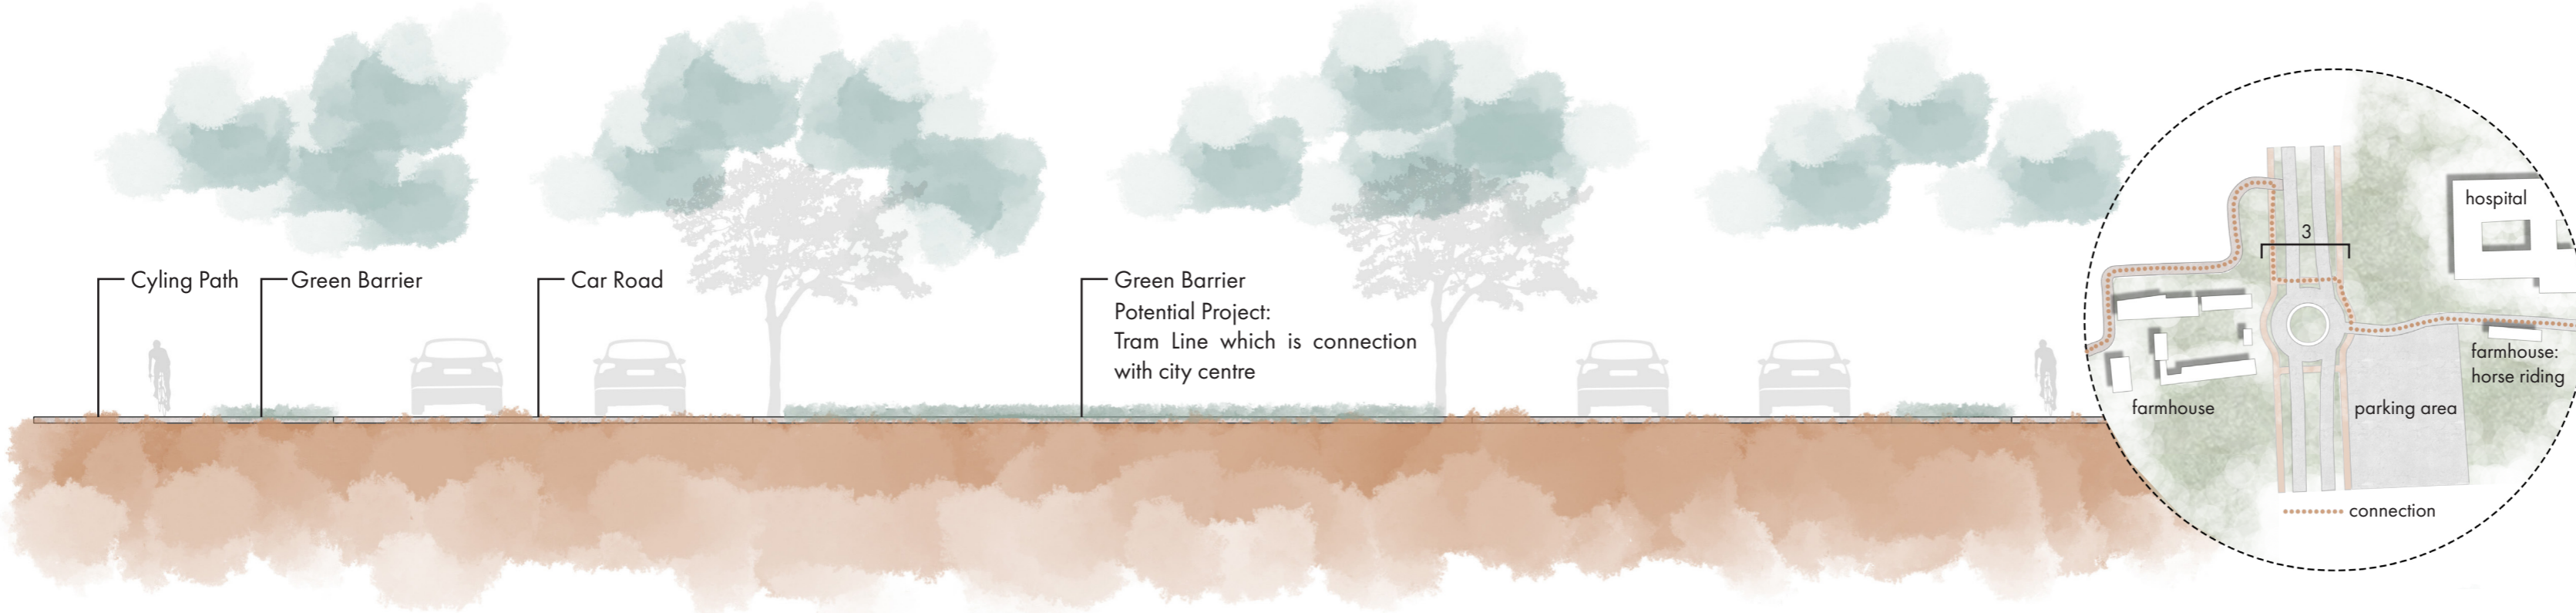 Cyling Path
Green Barrier
Car Road
Green Barrier
Potential Project:
Tram Line which is connection
with city centre
hospital
3
farmhouse:
horse riding
farmhouse
parking area
connection